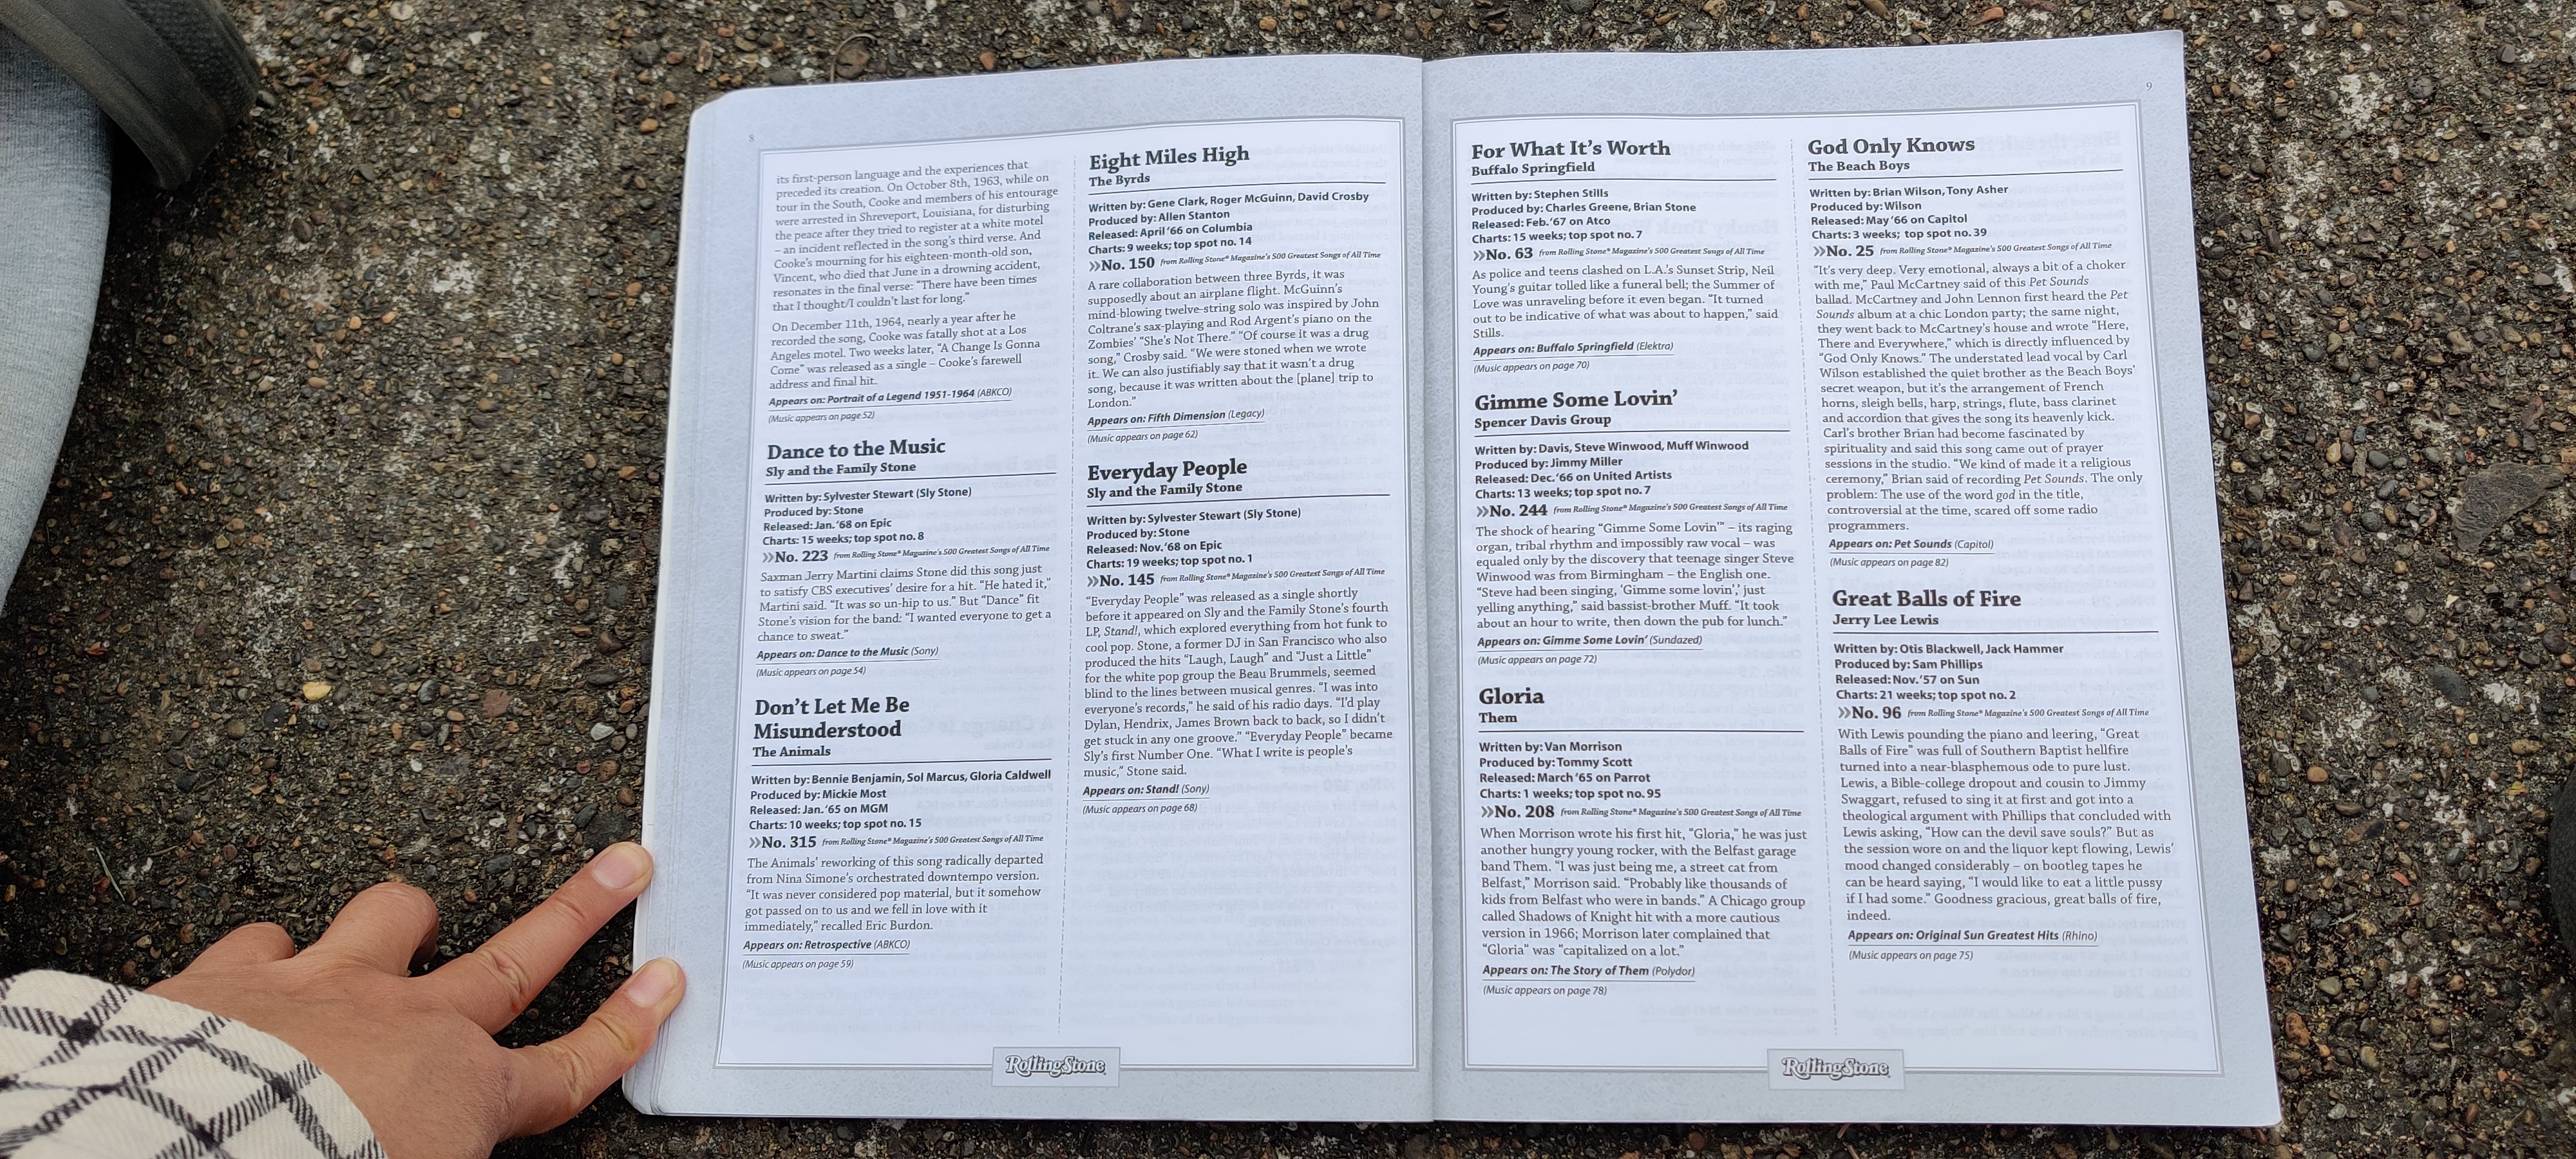 8
its first-person language and the experiences that
preceded its creation. On October 8th, 1963, while on
tour in the South, Cooke and members of his entourage
were arrested in Shreveport, Louisiana, for disturbing
the peace after they tried to register at a white motel
– an incident reflected in the song's third verse. And
Cooke's mourning for his eighteen-month-old son,
Vincent, who died that June in a drowning accident,
resonates in the final verse: "There have been times
that I thought/I couldn't last for long."
On December 11th, 1964, nearly a year after he
recorded the song, Cooke was fatally shot at a Los
Angeles motel. Two weeks later, "A Change Is Gonna
Come" was released as a single – Cooke's farewell
address and final hit.
Appears on: Portrait of a Legend 1951-1964 (ABKCO)
(Music appears on page 52)
Dance to the Music
Sly and the Family Stone
Written by: Sylvester Stewart (Sly Stone)
Produced by: Stone
Released: Jan. '68 on Epic
Charts: 15 weeks; top spot no. 8
»No. 223 from Rolling Stone® Magazine's 500 Greatest Songs of All Time
Saxman Jerry Martini claims Stone did this song just
to satisfy CBS executives' desire for a hit. "He hated it,"
Martini said. "It was so un-hip to us." But "Dance" fit
Stone's vision for the band: "I wanted everyone to get a
chance to sweat."
Appears on: Dance to the Music (Sony)
(Music appears on page 54)
Don't Let Me Be
Misunderstood
The Animals
Written by: Bennie Benjamin, Sol Marcus, Gloria Caldwell
Produced by: Mickie Most
Released: Jan. '65 on MGM
Charts: 10 weeks; top spot no. 15
»No. 315 from Rolling Stone® Magazine's 500 Greatest Songs of All Time
The Animals' reworking of this song radically departed
from Nina Simone's orchestrated downtempo version.
"It was never considered pop material, but it somehow
got passed on to us and we fell in love with it
immediately," recalled Eric Burdon.
Appears on: Retrospective (ABKCO)
(Music appears on page 59)
Eight Miles High
The Byrds
Written by: Gene Clark, Roger McGuinn, David Crosby
Produced by: Allen Stanton
Released: April '66 on Columbia
Charts: 9 weeks; top spot no. 14
»No. 150 from Rolling Stone® Magazine's 500 Greatest Songs of All Time
A rare collaboration between three Byrds, it was
supposedly about an airplane flight. McGuinn's
mind-blowing twelve-string solo was inspired by John
Coltrane's sax-playing and Rod Argent's piano on the
Zombies' "She's Not There." "Of course it was a drug
song," Crosby said. "We were stoned when we wrote
it. We can also justifiably say that it wasn't a drug
song, because it was written about the [plane] trip to
London."
Appears on: Fifth Dimension (Legacy)
(Music appears on page 62)
Everyday People
Sly and the Family Stone
Written by: Sylvester Stewart (Sly Stone)
Produced by: Stone
Released: Nov. '68 on Epic
Charts: 19 weeks; top spot no. 1
»No. 145 from Rolling Stone® Magazine's 500 Greatest Songs of All Time
"Everyday People" was released as a single shortly
before it appeared on Sly and the Family Stone's fourth
LP, Stand!, which explored everything from hot funk to
cool pop. Stone, a former DJ in San Francisco who also
produced the hits "Laugh, Laugh" and "Just a Little"
for the white pop group the Beau Brummels, seemed
blind to the lines between musical genres. "I was into
everyone's records," he said of his radio days. "I'd play
Dylan, Hendrix, James Brown back to back, so I didn't
get stuck in any one groove." "Everyday People" became
Sly's first Number One. "What I write is people's
music," Stone said.
Appears on: Stand! (Sony)
(Music appears on page 68)
RollingStone
9
For What It's Worth
Buffalo Springfield
Written by: Stephen Stills
Produced by: Charles Greene, Brian Stone
Released: Feb. '67 on Atco
Charts: 15 weeks; top spot no. 7
»No. 63 from Rolling Stone® Magazine's 500 Greatest Songs of All Time
As police and teens clashed on L.A.'s Sunset Strip, Neil
Young's guitar tolled like a funeral bell; the Summer of
Love was unraveling before it even began. "It turned
out to be indicative of what was about to happen," said
Stills.
Appears on: Buffalo Springfield (Elektra)
(Music appears on page 70)
Gimme Some Lovin'
Spencer Davis Group
Written by: Davis, Steve Winwood, Muff Winwood
Produced by: Jimmy Miller
Released: Dec. '66 on United Artists
Charts: 13 weeks; top spot no. 7
»No. 244 from Rolling Stone® Magazine's 500 Greatest Songs of All Time
The shock of hearing "Gimme Some Lovin'" – its raging
organ, tribal rhythm and impossibly raw vocal – was
equaled only by the discovery that teenage singer Steve
Winwood was from Birmingham – the English one.
"Steve had been singing, 'Gimme some lovin',' just
yelling anything," said bassist-brother Muff. "It took
about an hour to write, then down the pub for lunch."
Appears on: Gimme Some Lovin' (Sundazed)
(Music appears on page 72)
Gloria
Them
Written by: Van Morrison
Produced by: Tommy Scott
Released: March '65 on Parrot
Charts: 1 weeks; top spot no. 95
»No. 208 from Rolling Stone® Magazine's 500 Greatest Songs of All Time
When Morrison wrote his first hit, "Gloria," he was just
another hungry young rocker, with the Belfast garage
band Them. "I was just being me, a street cat from
Belfast," Morrison said. "Probably like thousands of
kids from Belfast who were in bands." A Chicago group
called Shadows of Knight hit with a more cautious
version in 1966; Morrison later complained that
"Gloria" was "capitalized on a lot."
Appears on: The Story of Them (Polydor)
(Music appears on page 78)
God Only Knows
The Beach Boys
Written by: Brian Wilson, Tony Asher
Produced by: Wilson
Released: May '66 on Capitol
Charts: 3 weeks; top spot no. 39
»No. 25 from Rolling Stone® Magazine's 500 Greatest Songs of All Time
"It's very deep. Very emotional, always a bit of a choker
with me," Paul McCartney said of this Pet Sounds
ballad. McCartney and John Lennon first heard the Pet
Sounds album at a chic London party; the same night,
they went back to McCartney's house and wrote "Here,
There and Everywhere," which is directly influenced by
"God Only Knows." The understated lead vocal by Carl
Wilson established the quiet brother as the Beach Boys'
secret weapon, but it's the arrangement of French
horns, sleigh bells, harp, strings, flute, bass clarinet
and accordion that gives the song its heavenly kick.
Carl's brother Brian had become fascinated by
spirituality and said this song came out of prayer
sessions in the studio. "We kind of made it a religious
ceremony," Brian said of recording Pet Sounds. The only
problem: The use of the word god in the title,
controversial at the time, scared off some radio
programmers.
Appears on: Pet Sounds (Capitol)
(Music appears on page 82)
Great Balls of Fire
Jerry Lee Lewis
Written by: Otis Blackwell, Jack Hammer
Produced by: Sam Phillips
Released: Nov. '57 on Sun
Charts: 21 weeks; top spot no. 2
»No. 96 from Rolling Stone® Magazine's 500 Greatest Songs of All Time
With Lewis pounding the piano and leering, "Great
Balls of Fire" was full of Southern Baptist hellfire
turned into a near-blasphemous ode to pure lust.
Lewis, a Bible-college dropout and cousin to Jimmy
Swaggart, refused to sing it at first and got into a
theological argument with Phillips that concluded with
Lewis asking, "How can the devil save souls?" But as
the session wore on and the liquor kept flowing, Lewis'
mood changed considerably – on bootleg tapes he
can be heard saying, "I would like to eat a little pussy
if I had some." Goodness gracious, great balls of fire,
indeed.
Appears on: Original Sun Greatest Hits (Rhino)
(Music appears on page 75)
RollingStone